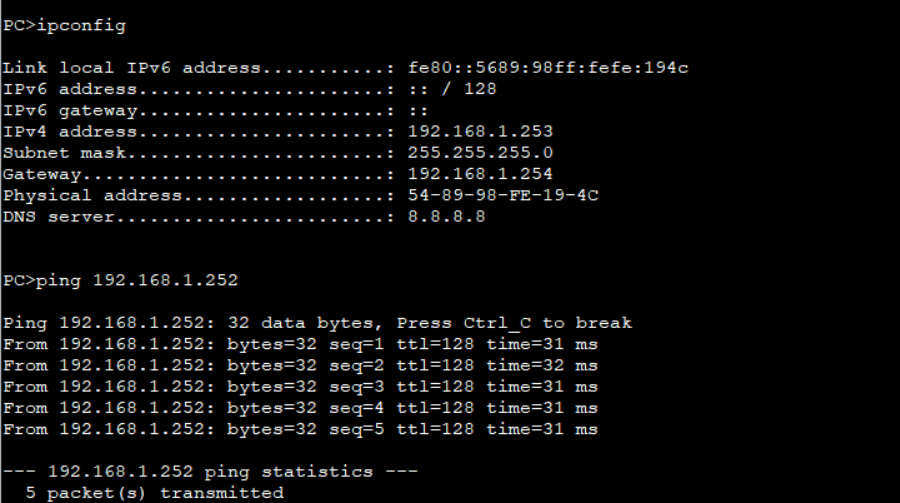 PC>ipconfig
Link local IPv6 address...........: fe80::5689:98ff:fefe:194c
IPv6 address......................: :: / 128
IPv6 gateway......................: ::
IPv4 address......................: 192.168.1.253
Subnet mask.......................: 255.255.255.0
Gateway...........................: 192.168.1.254
Physical address..................: 54-89-98-FE-19-4C
DNS server........................: 8.8.8.8
PC>ping 192.168.1.252
Ping 192.168.1.252: 32 data bytes, Press Ctrl_C to break
From 192.168.1.252: bytes=32 seq=1 ttl=128 time=31 ms
From 192.168.1.252: bytes=32 seq=2 ttl=128 time=32 ms
From 192.168.1.252: bytes=32 seq=3 ttl=128 time=31 ms
From 192.168.1.252: bytes=32 seq=4 ttl=128 time=31 ms
From 192.168.1.252: bytes=32 seq=5 ttl=128 time=31 ms
--- 192.168.1.252 ping statistics ---
5 packet(s) transmitted